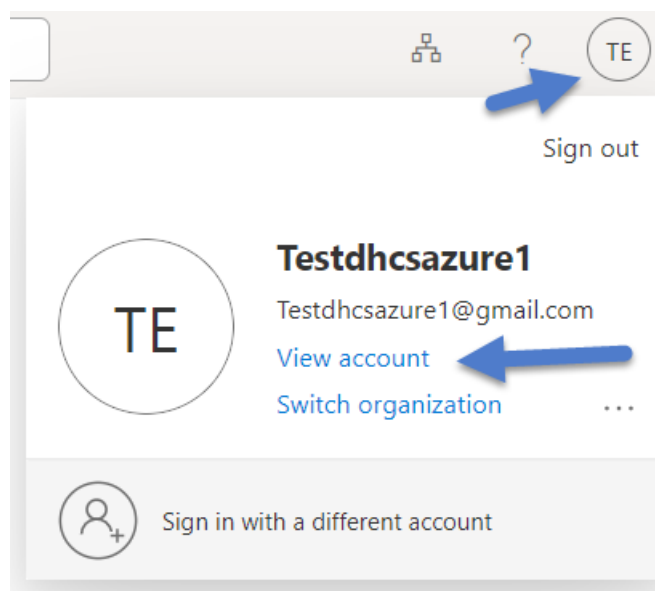 ?
TE
Sign out
TE
Testdhcsazure1
Testdhcsazure1@gmail.com
View account
Switch organization
...
Sign in with a different account